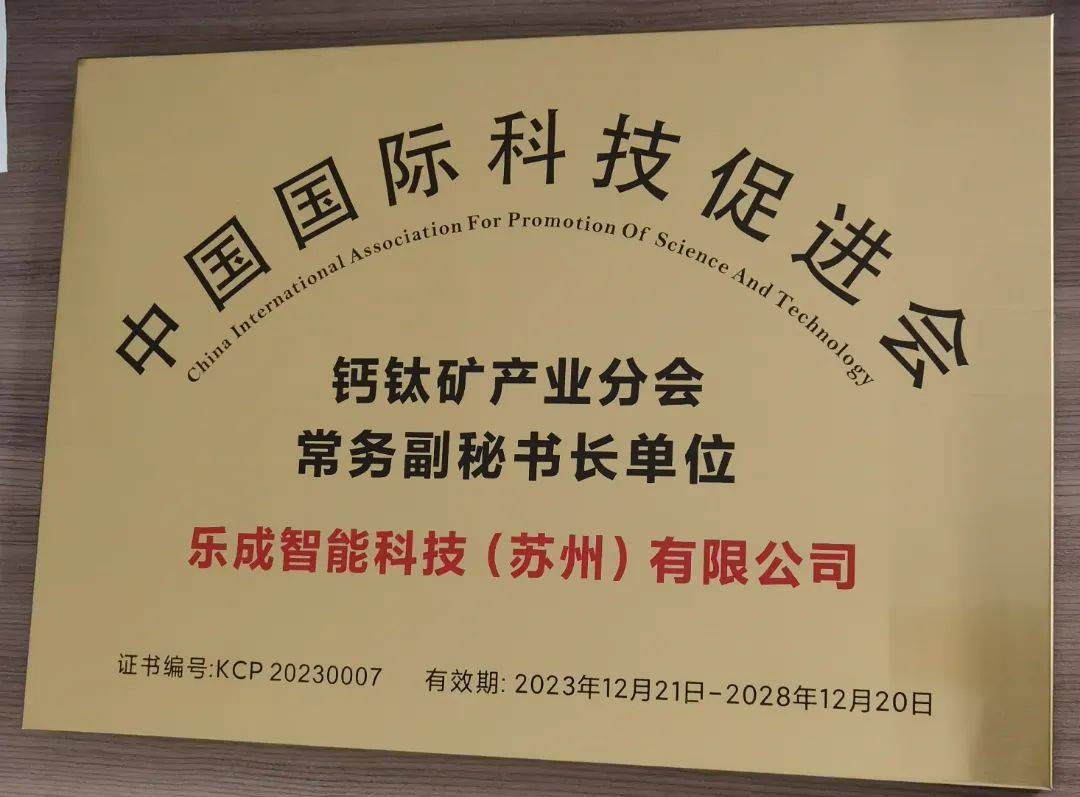 中国国际科技促进会
China International Association For Promotion Of Science And Technology
钙钛矿产业分会
常务副秘书长单位
乐成智能科技（苏州）有限公司
证书编号:KCP 20230007 有效期: 2023年12月21日-2028年12月20日